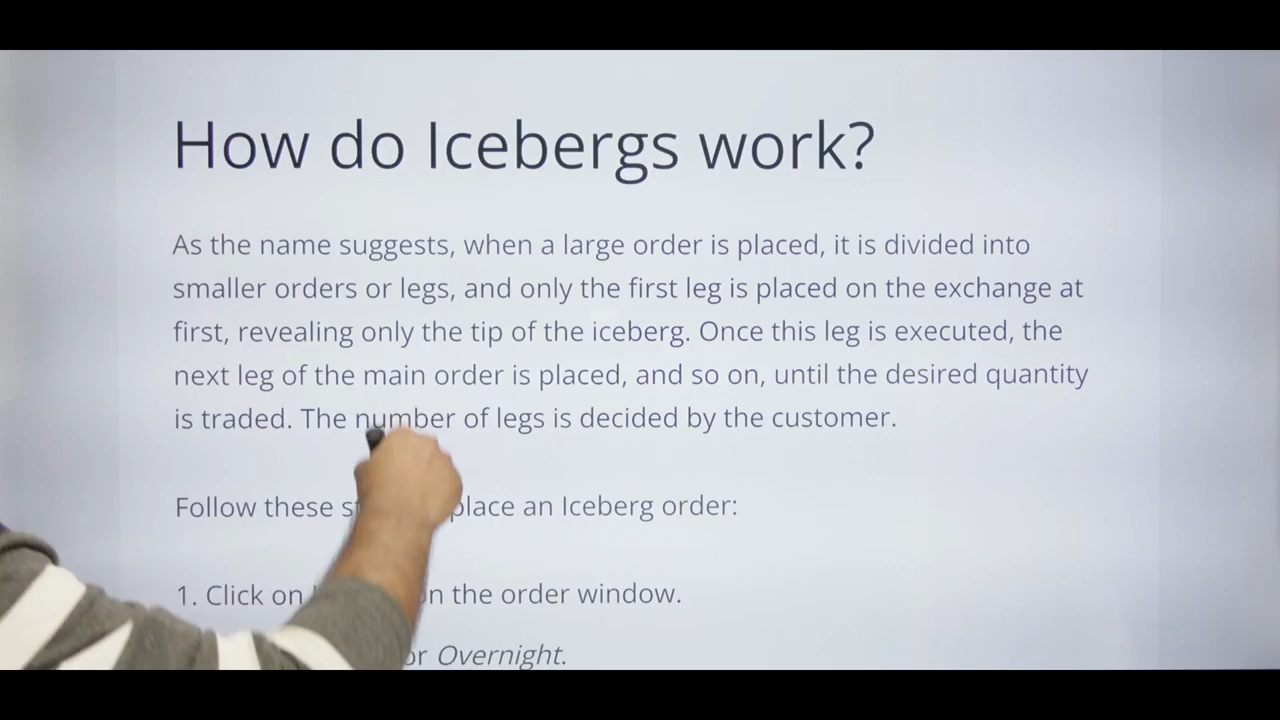 How do Icebergs work?
As the name suggests, when a large order is placed, it is divided into
smaller orders or legs, and only the first leg is placed on the exchange at
first, revealing only the tip of the iceberg. Once this leg is executed, the
next leg of the main order is placed, and so on, until the desired quantity
is traded. The number of legs is decided by the customer.
Follow these place an Iceberg order:
1. Click on on the order window.
or Overnight.